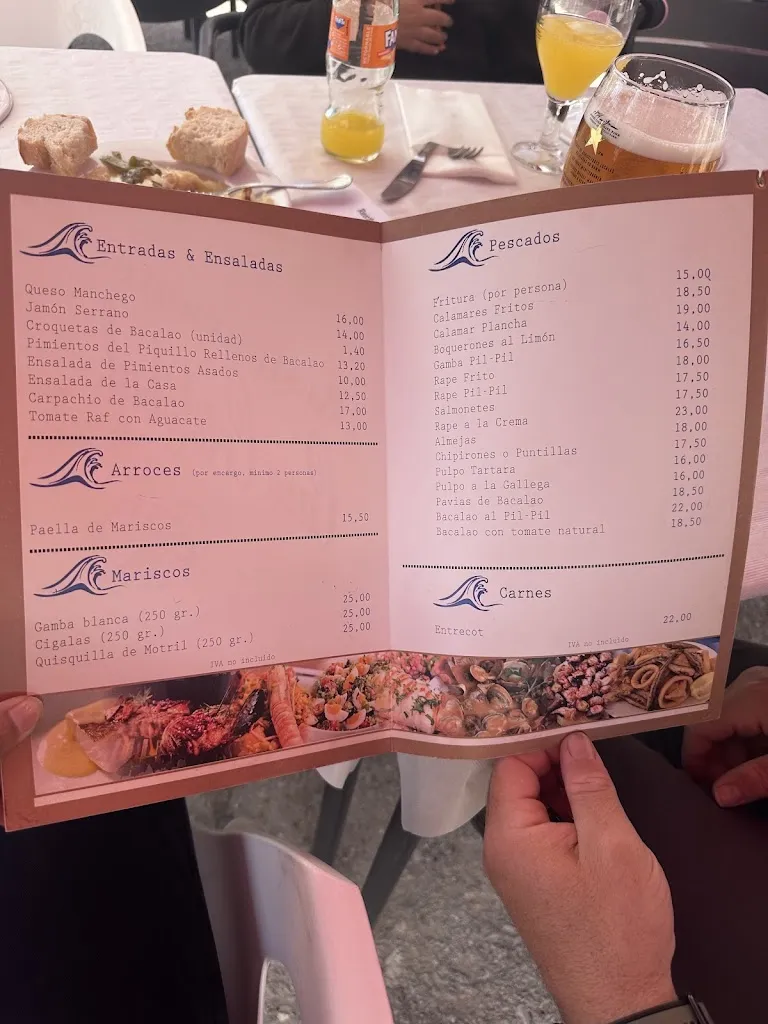 FANTA
Entradas & Ensaladas
Queso Manchego 16,00
Jamón Serrano 14,00
Croquetas de Bacalao (unidad) 1,40
Pimientos del Piquillo Rellenos de Bacalao 13,20
Ensalada de Pimientos Asados 10,00
Ensalada de la Casa 12,50
Carpachio de Bacalao 17,00
Tomate Raf con Aguacate 13,00
Arroces (por encargo, mínimo 2 personas)
Paella de Mariscos 15,50
Mariscos
Gamba blanca (250 gr.) 25,00
Cigalas (250 gr.) 25,00
Quisquilla de Motril (250 gr.) 25,00
IVA no incluido
Pescados
Fritura (por persona) 15,00
Calamares Fritos 18,50
Calamar Plancha 19,00
Boquerones al Limón 14,00
Gamba Pil-Pil 16,50
Rape Frito 18,00
Rape Pil-Pil 17,50
Salmonetes 17,50
Rape a la Crema 23,00
Almejas 18,00
Chipirones o Puntillas 17,50
Pulpo Tartara 16,00
Pulpo a la Gallega 16,00
Pavias de Bacalao 18,50
Bacalao al Pil-Pil 22,00
Bacalao con tomate natural 18,50
Carnes
Entrecot 22,00
IVA no incluido